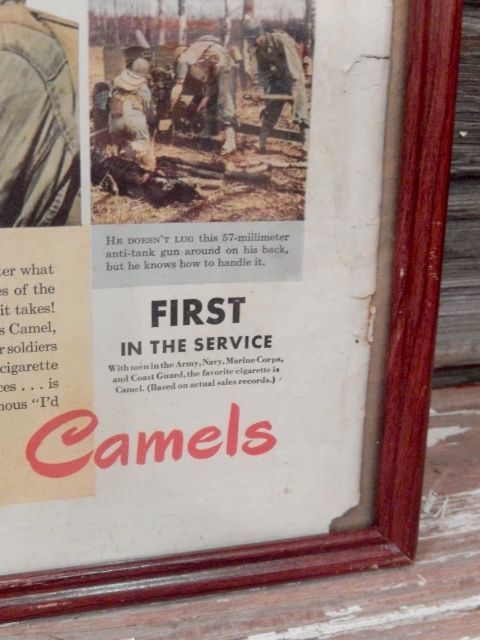 HE DOESN'T LUG this 57-millimeter
anti-tank gun around on his back,
but he knows how to handle it.
ter what
es of the
it takes!
s Camel,
r soldiers
cigarette
ces . . . is
nous "I'd
FIRST
IN THE SERVICE
With men in the Army, Navy, Marine Corps,
and Coast Guard, the favorite cigarette is
Camel. (Based on actual sales records.)
Camels